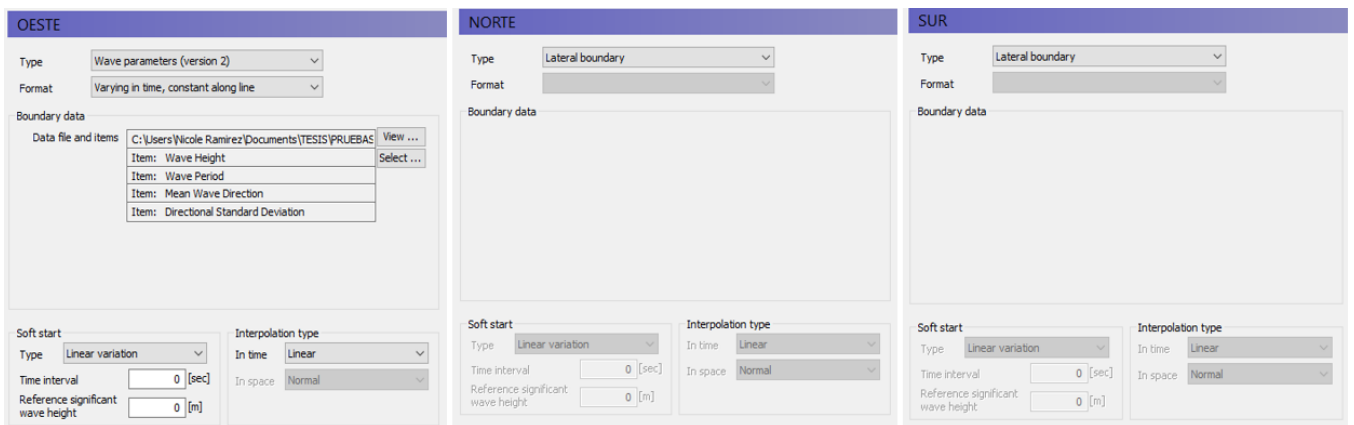 OESTE
Type Wave parameters (version 2)
Format Varying in time, constant along line
Boundary data
Data file and items C:\Users\Nicole Ramirez\Documents\TESIS\PRUEBAS View ...
Item: Wave Height Select ...
Item: Wave Period
Item: Mean Wave Direction
Item: Directional Standard Deviation
Soft start
Type Linear variation
Time interval 0 [sec]
Reference significant
wave height 0 [m]
Interpolation type
In time Linear
In space Normal
NORTE
Type Lateral boundary
Format
Boundary data
Soft start
Type Linear variation
Time interval 0 [sec]
Reference significant
wave height 0 [m]
Interpolation type
In time Linear
In space Normal
SUR
Type Lateral boundary
Format
Boundary data
Soft start
Type Linear variation
Time interval 0 [sec]
Reference significant
wave height 0 [m]
Interpolation type
In time Linear
In space Normal